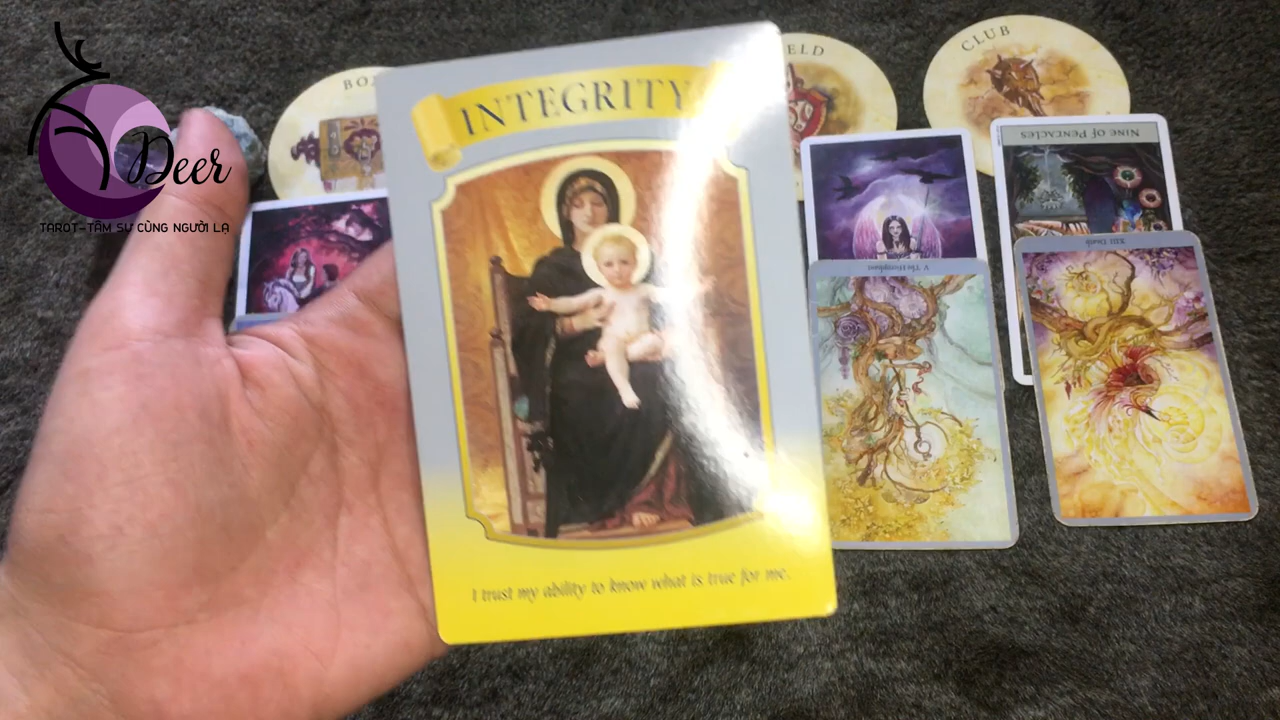 Deer
TAROT-TÂM SỰ CÙNG NGƯỜI LẠ
INTEGRITY
I trust my ability to know what is true for me.
CLUB
NINE OF PENTACLES
V The Hierophant
XIII Death